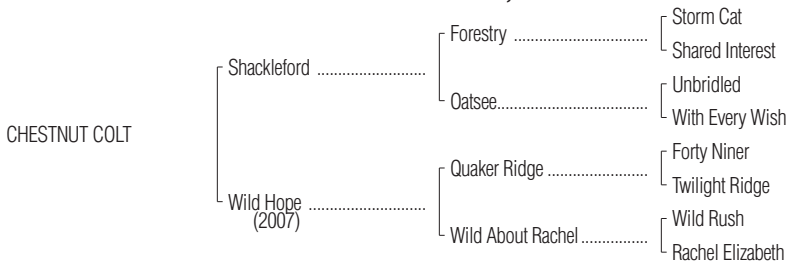 Storm Cat
Forestry ..............................
Shared Interest
Shackleford ........................
Unbridled
Oatsee..................................
With Every Wish
CHESTNUT COLT
Forty Niner
Quaker Ridge .......................
Twilight Ridge
Wild Hope ..........................
(2007)
Wild Rush
Wild About Rachel...............
Rachel Elizabeth